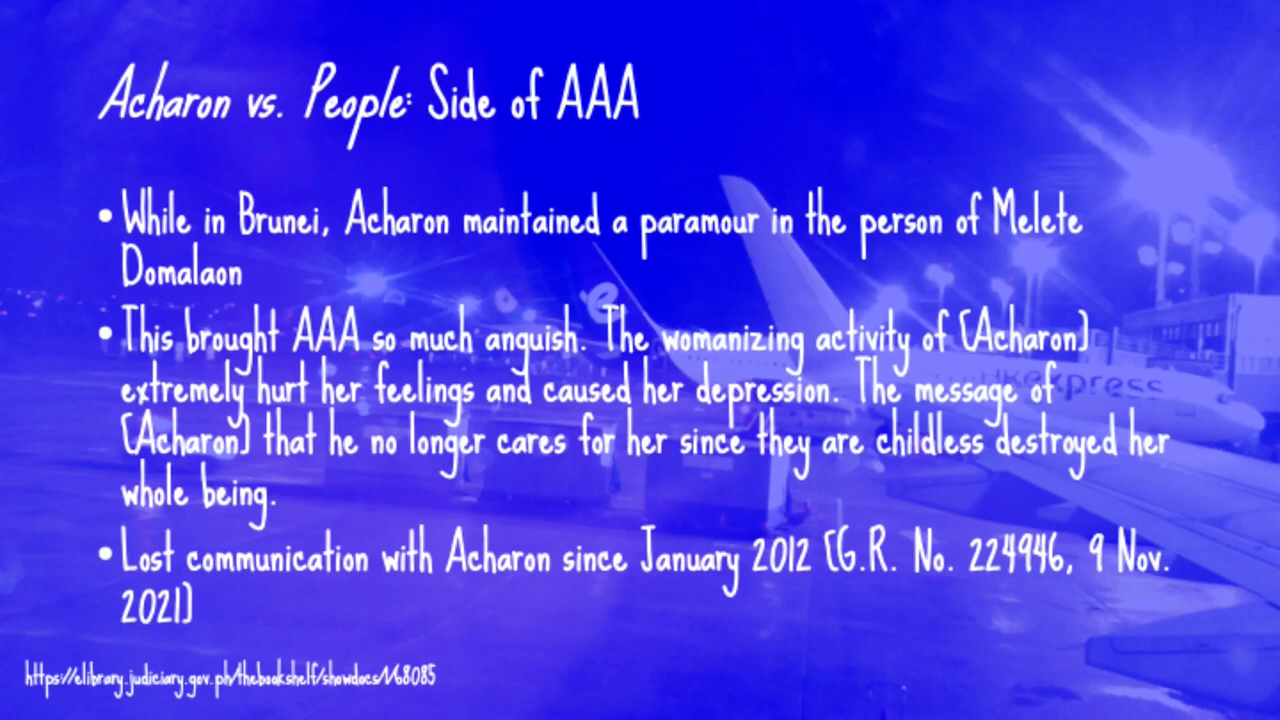 Acharon vs. People: Side of AAA
• While in Brunei, Acharon maintained a paramour in the person of Melete
Domalaon
• This brought AAA so much anguish. The womanizing activity of [Acharon]
extremely hurt her feelings and caused her depression. The message of
[Acharon] that he no longer cares for her since they are childless destroyed her
whole being.
• Lost communication with Acharon since January 2012 [G.R. No. 224946, 9 Nov.
2021]
HKexpress
https://elibrary.judiciary.gov.ph/thebookshelf/showdocs/1/68085